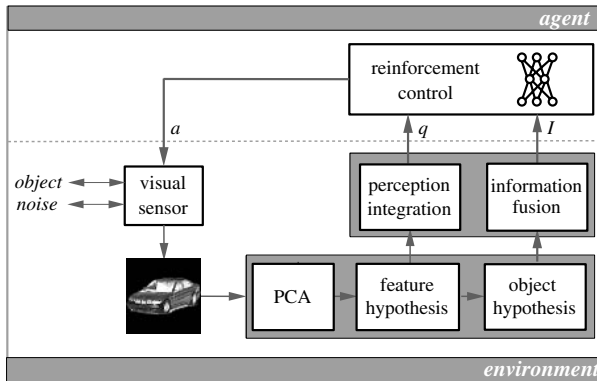 agent
reinforcement
control
a
q
I
object
noise
visual
sensor
perception
integration
information
fusion
PCA
feature
hypothesis
object
hypothesis
environment